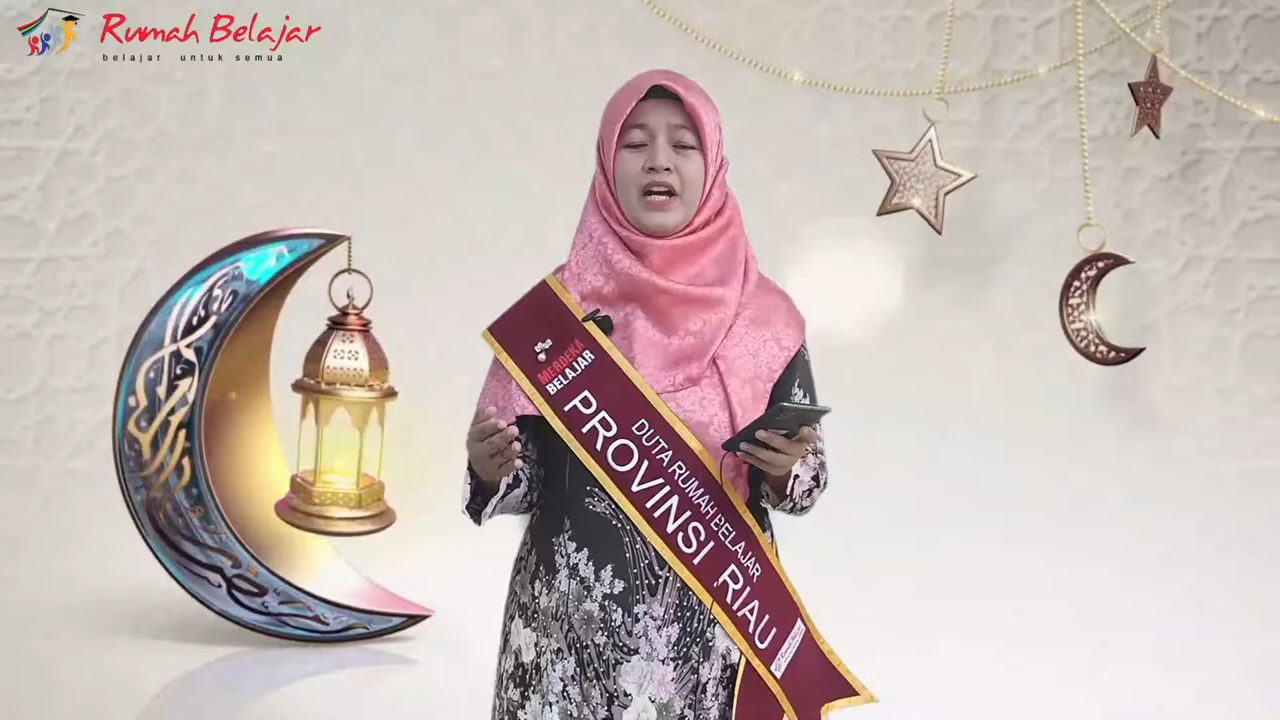 Rumah Belajar
belajar untuk semua
MERDEKA
BELAJAR
DUTA RUMAH BELAJAR
PROVINSI RIAU